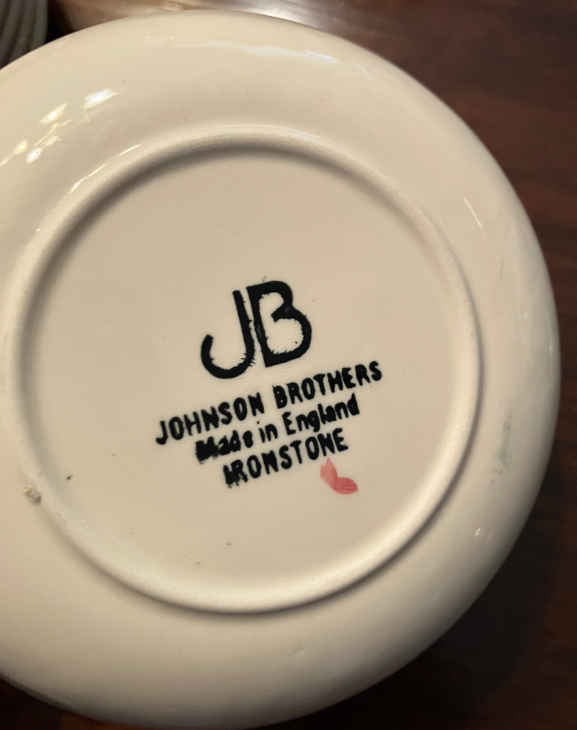 JB
JOHNSON BROTHERS
Made in England
IRONSTONE